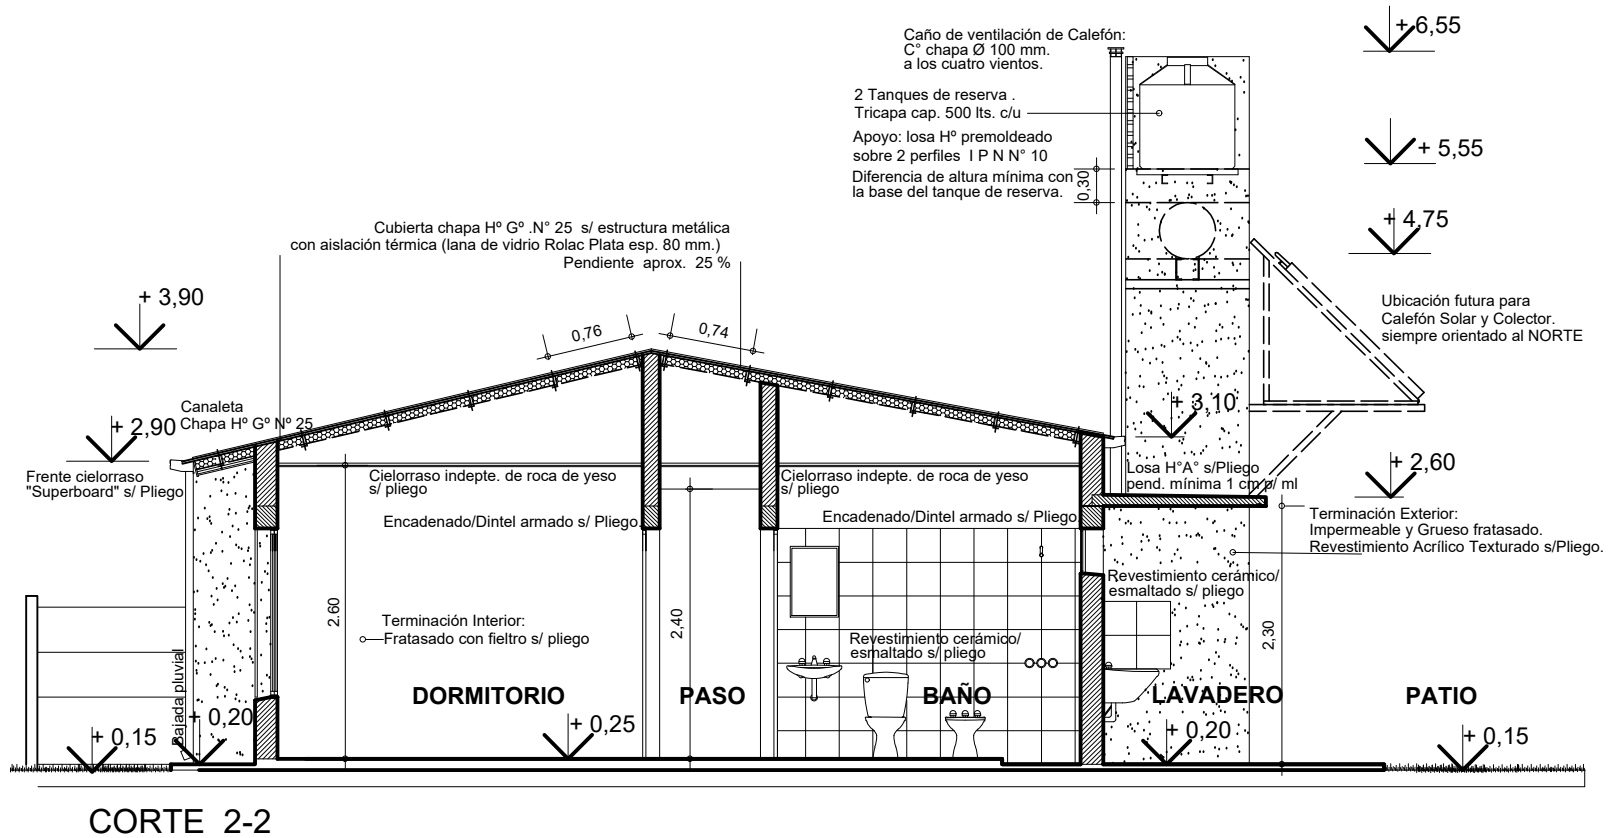 + 6,55
Caño de ventilación de Calefón:
C° chapa Ø 100 mm.
a los cuatro vientos.
2 Tanques de reserva .
Tricapa cap. 500 lts. c/u
Apoyo: losa Hº premoldeado
sobre 2 perfiles I P N N° 10
+ 5,55
Diferencia de altura mínima con
la base del tanque de reserva.
0,30
+ 4,75
Cubierta chapa Hº Gº .N° 25 s/ estructura metálica
con aislación térmica (lana de vidrio Rolac Plata esp. 80 mm.)
Pendiente aprox. 25 %
+ 3,90
Ubicación futura para
Calefón Solar y Colector.
siempre orientado al NORTE
0,76
0,74
Canaleta
Chapa Hº Gº Nº 25
+ 2,90
+ 3,10
Frente cielorraso
"Superboard" s/ Pliego
Cielorraso indepte. de roca de yeso
s/ pliego
Cielorraso indepte. de roca de yeso
s/ pliego
Losa H°A° s/Pliego
pend. mínima 1 cm p/ ml
+ 2,60
Encadenado/Dintel armado s/ Pliego.
Encadenado/Dintel armado s/ Pliego.
Terminación Exterior:
Impermeable y Grueso fratasado.
Revestimiento Acrílico Texturado s/Pliego.
Revestimiento cerámico/
esmaltado s/ pliego
2.60
2,40
2,30
Terminación Interior:
Fratasado con fieltro s/ pliego
Revestimiento cerámico/
esmaltado s/ pliego
Bajada pluvial
DORMITORIO
PASO
BAÑO
LAVADERO
PATIO
+ 0,15
+ 0,20
+ 0,25
+ 0,20
+ 0,15
CORTE 2-2